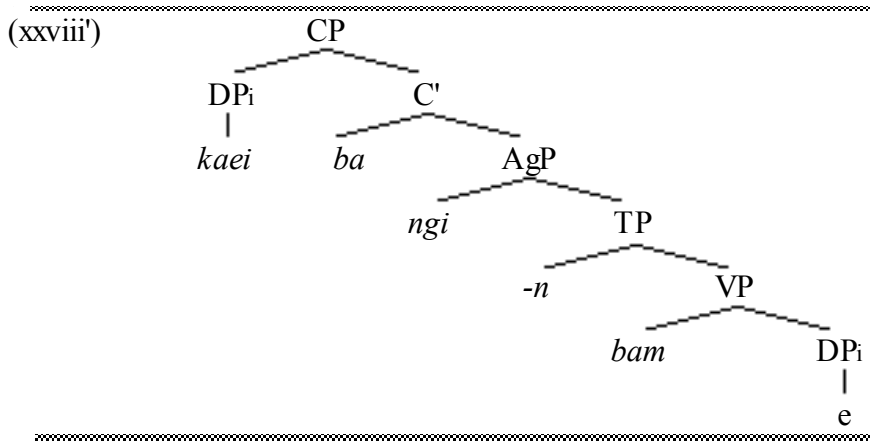 (xxviii') CP
DPi C'
kaei ba AgP
ngi TP
-n VP
bam DPi
e